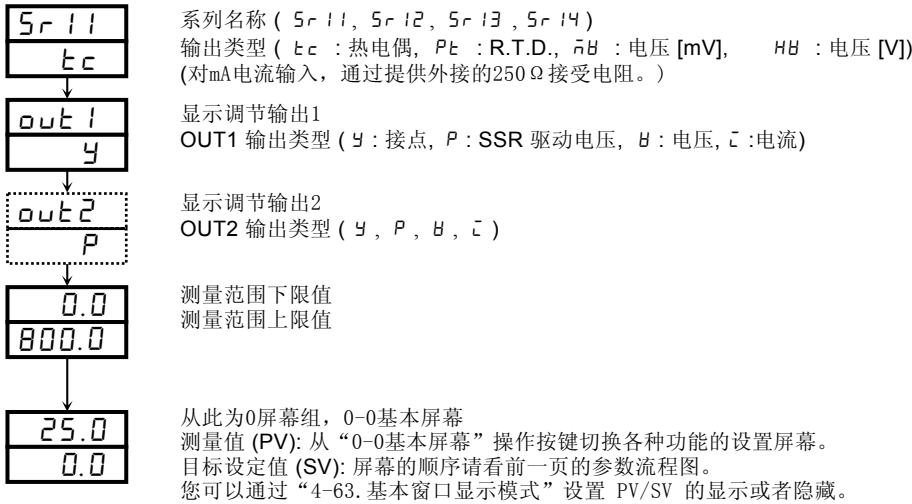 Sr11
tc
系列名称 ( Sr11, Sr12, Sr13 , Sr14 )
输出类型 ( tc :热电偶, Pt : R.T.D., mV : 电压 [mV], HV : 电压 [V])
(对mA电流输入，通过提供外接的250Ω接受电阻。)
out1
Y
显示调节输出1
OUT1 输出类型 ( Y : 接点, P : SSR 驱动电压, V : 电压, I :电流)
out2
P
显示调节输出2
OUT2 输出类型 ( Y , P , V , I )
0.0
800.0
测量范围下限值
测量范围上限值
25.0
0.0
从此为0屏幕组，0-0基本屏幕
测量值 (PV): 从“0-0基本屏幕”操作按键切换各种功能的设置屏幕。
目标设定值 (SV): 屏幕的顺序请看前一页的参数流程图。
您可以通过“4-63.基本窗口显示模式”设置 PV/SV 的显示或者隐藏。